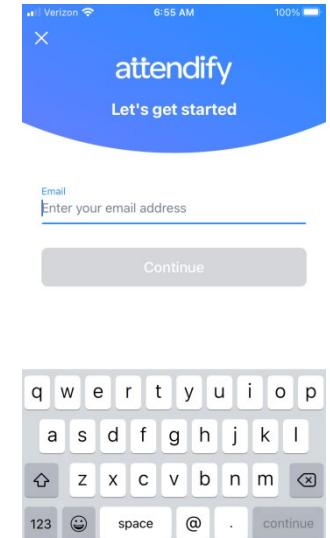 Verizon 6:55 AM 100%
attendify
Let's get started
Email
Enter your email address
Continue
q w e r t y u i o p
a s d f g h j k l
z x c v b n m
123 space @ . continue